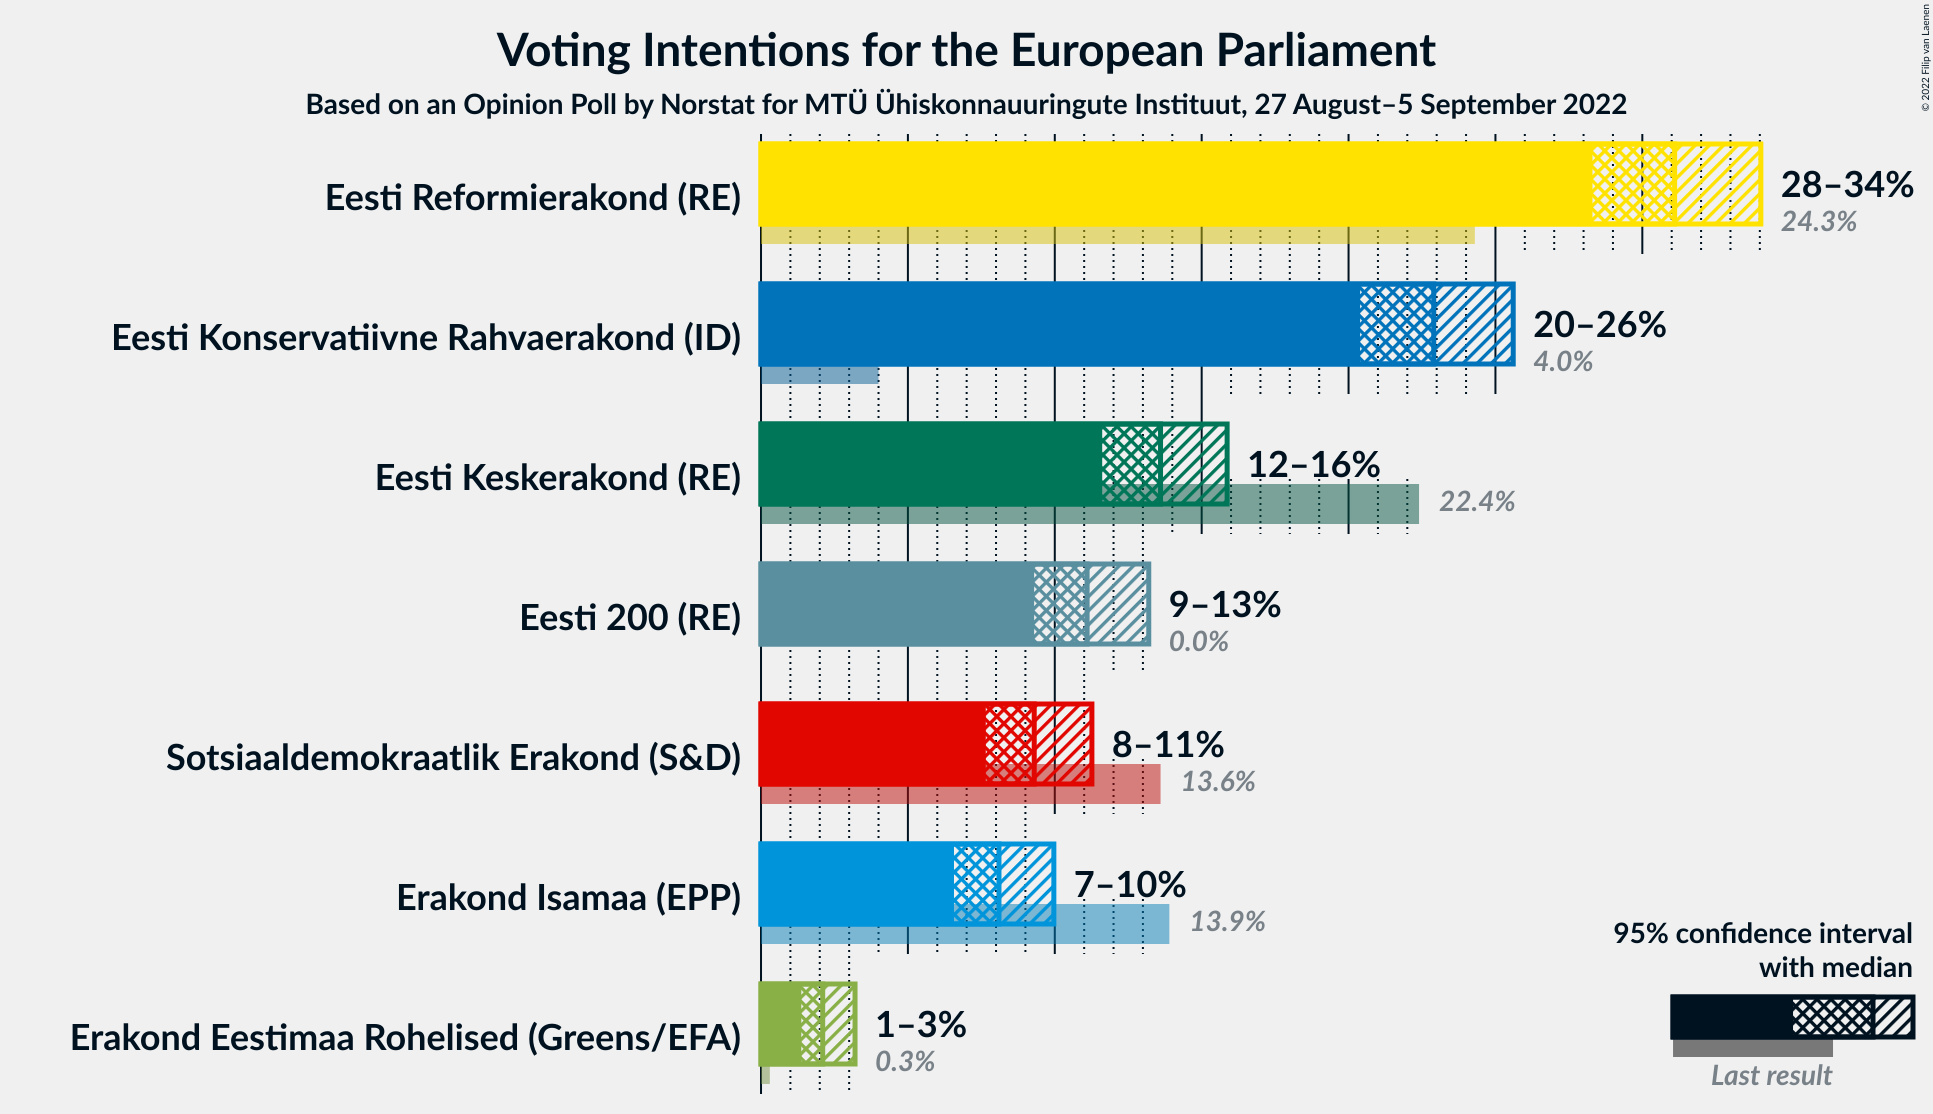 Voting Intentions for the European Parliament
Based on an Opinion Poll by Norstat for MTÜ Ühiskonnauuringute Instituut, 27 August–5 September 2022
© 2022 Filip van Laenen
Eesti Reformierakond (RE)
28–34%
24.3%
Eesti Konservatiivne Rahvaerakond (ID)
20–26%
4.0%
Eesti Keskerakond (RE)
12–16%
22.4%
Eesti 200 (RE)
9–13%
0.0%
Sotsiaaldemokraatlik Erakond (S&D)
8–11%
13.6%
Erakond Isamaa (EPP)
7–10%
13.9%
Erakond Eestimaa Rohelised (Greens/EFA)
1–3%
0.3%
95% confidence interval
with median
Last result